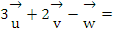 3u⃗ + 2v⃗ − w⃗ =